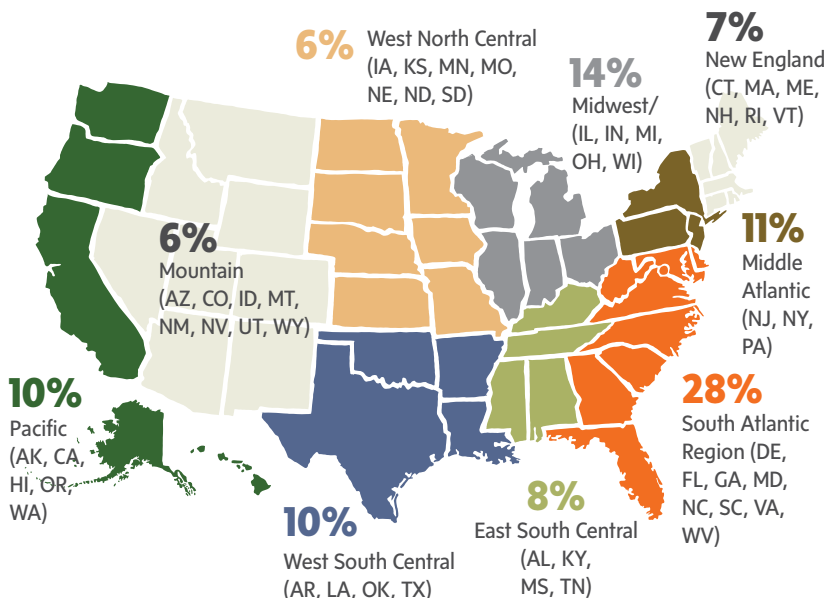 6%
West North Central
(IA, KS, MN, MO,
NE, ND, SD)
14%
Midwest/
(IL, IN, MI,
OH, WI)
7%
New England
(CT, MA, ME,
NH, RI, VT)
6%
Mountain
(AZ, CO, ID, MT,
NM, NV, UT, WY)
11%
Middle
Atlantic
(NJ, NY,
PA)
10%
Pacific
(AK, CA,
HI, OR,
WA)
28%
South Atlantic
Region (DE,
FL, GA, MD,
NC, SC, VA,
WV)
10%
West South Central
(AR, LA, OK, TX)
8%
East South Central
(AL, KY,
MS, TN)